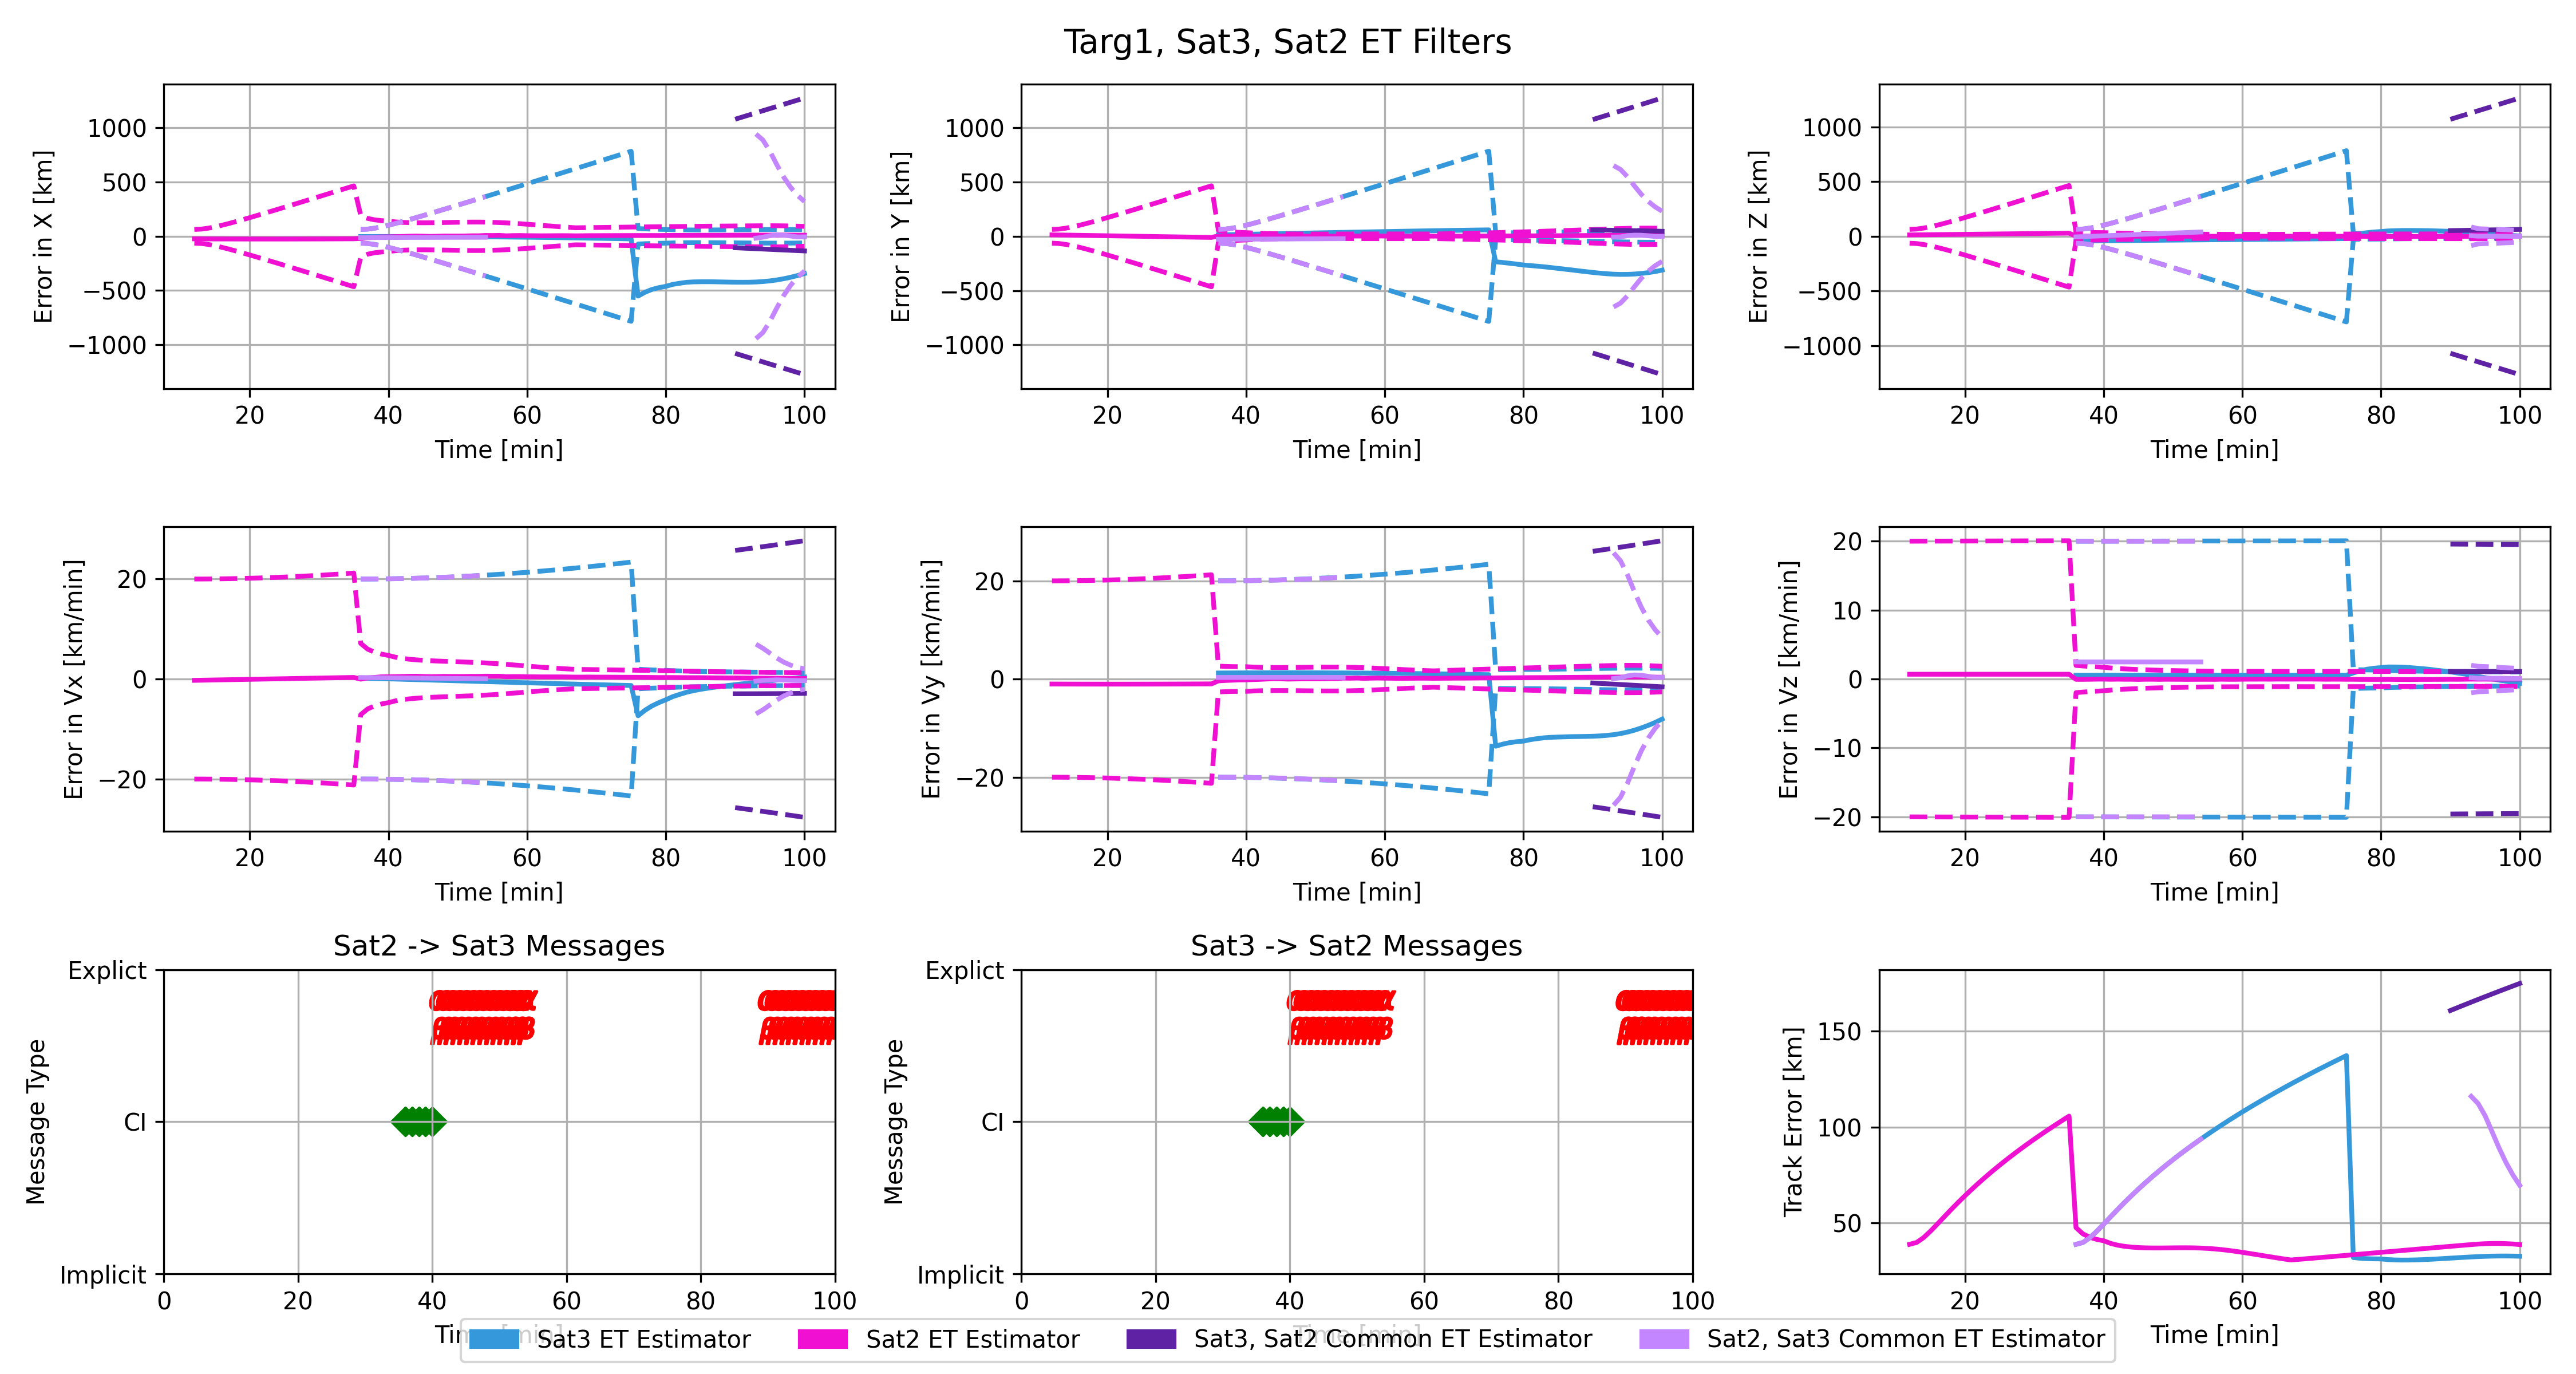 Targ1, Sat3, Sat2 ET Filters
Error in X [km]
1000
500
0
−500
−1000
20 40 60 80 100
Time [min]
Error in Y [km]
1000
500
0
−500
−1000
20 40 60 80 100
Time [min]
Error in Z [km]
1000
500
0
−500
−1000
20 40 60 80 100
Time [min]
Error in Vx [km/min]
20
0
−20
20 40 60 80 100
Time [min]
Error in Vy [km/min]
20
0
−20
20 40 60 80 100
Time [min]
Error in Vz [km/min]
20
10
0
−10
−20
20 40 60 80 100
Time [min]
Sat2 -> Sat3 Messages
Message Type
Explict
CI
Implicit
0 20 40 60 80 100
Time [min]
Sat3 -> Sat2 Messages
Message Type
Explict
CI
Implicit
0 20 40 60 80 100
Time [min]
Track Error [km]
150
100
50
20 40 60 80 100
Time [min]
Sat3 ET Estimator
Sat2 ET Estimator
Sat3, Sat2 Common ET Estimator
Sat2, Sat3 Common ET Estimator